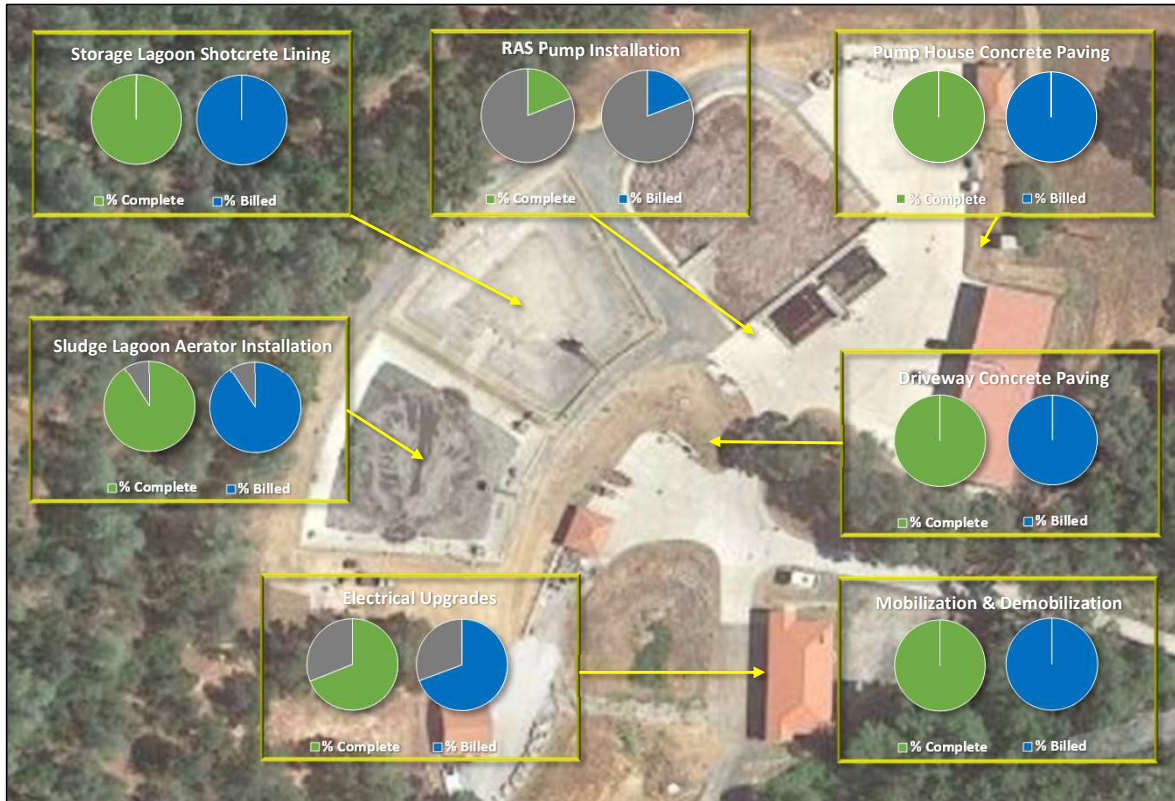 Storage Lagoon Shotcrete Lining
% Complete % Billed
RAS Pump Installation
% Complete % Billed
Pump House Concrete Paving
% Complete % Billed
Sludge Lagoon Aerator Installation
% Complete % Billed
Driveway Concrete Paving
% Complete % Billed
Electrical Upgrades
% Complete % Billed
Mobilization & Demobilization
% Complete % Billed